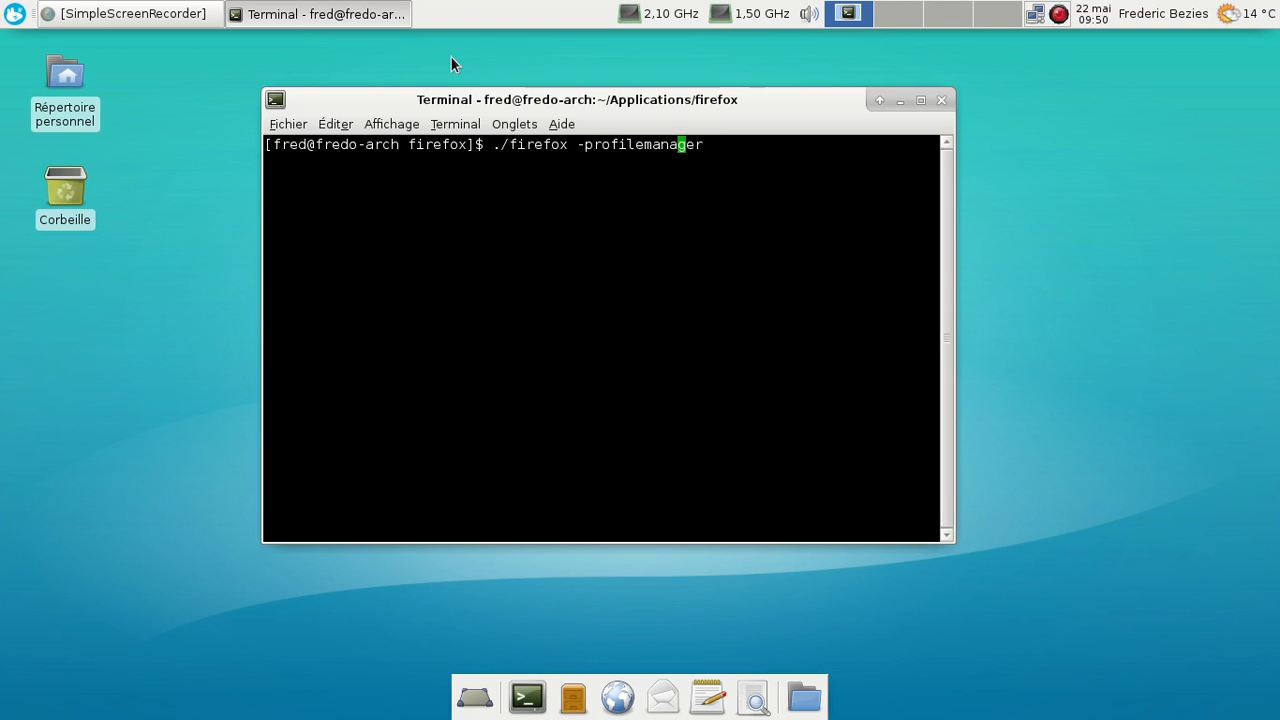 [SimpleScreenRecorder]
Terminal - fred@fredo-ar...
2,10 GHz
1,50 GHz
22 mai
09:50
Frederic Bezies
14 °C
Répertoire
personnel
Corbeille
Terminal - fred@fredo-arch:~/Applications/firefox
Fichier Éditer Affichage Terminal Onglets Aide
[fred@fredo-arch firefox]$ ./firefox -profilemanager